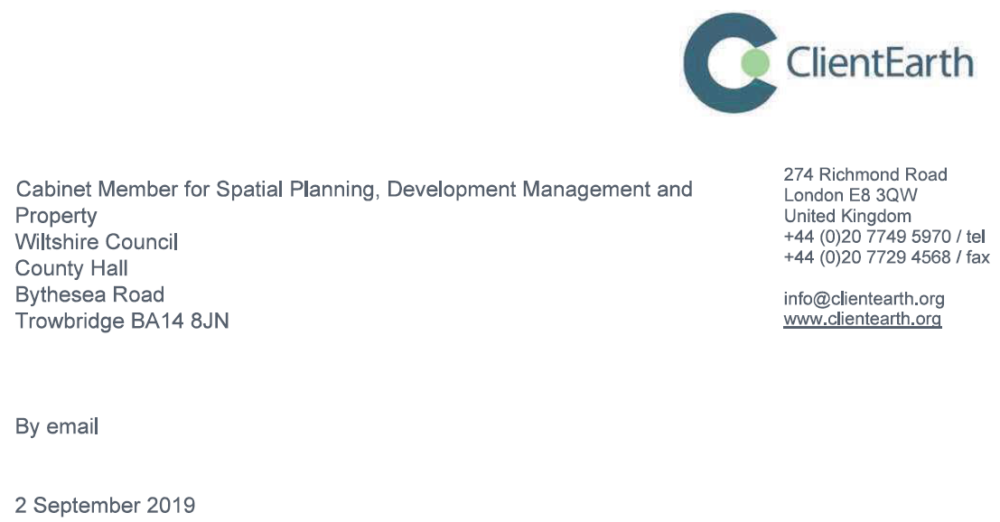 ClientEarth
Cabinet Member for Spatial Planning, Development Management and
Property
Wiltshire Council
County Hall
Bythesea Road
Trowbridge BA14 8JN
274 Richmond Road
London E8 3QW
United Kingdom
+44 (0)20 7749 5970 / tel
+44 (0)20 7729 4568 / fax
info@clientearth.org
www.clientearth.org
By email
2 September 2019